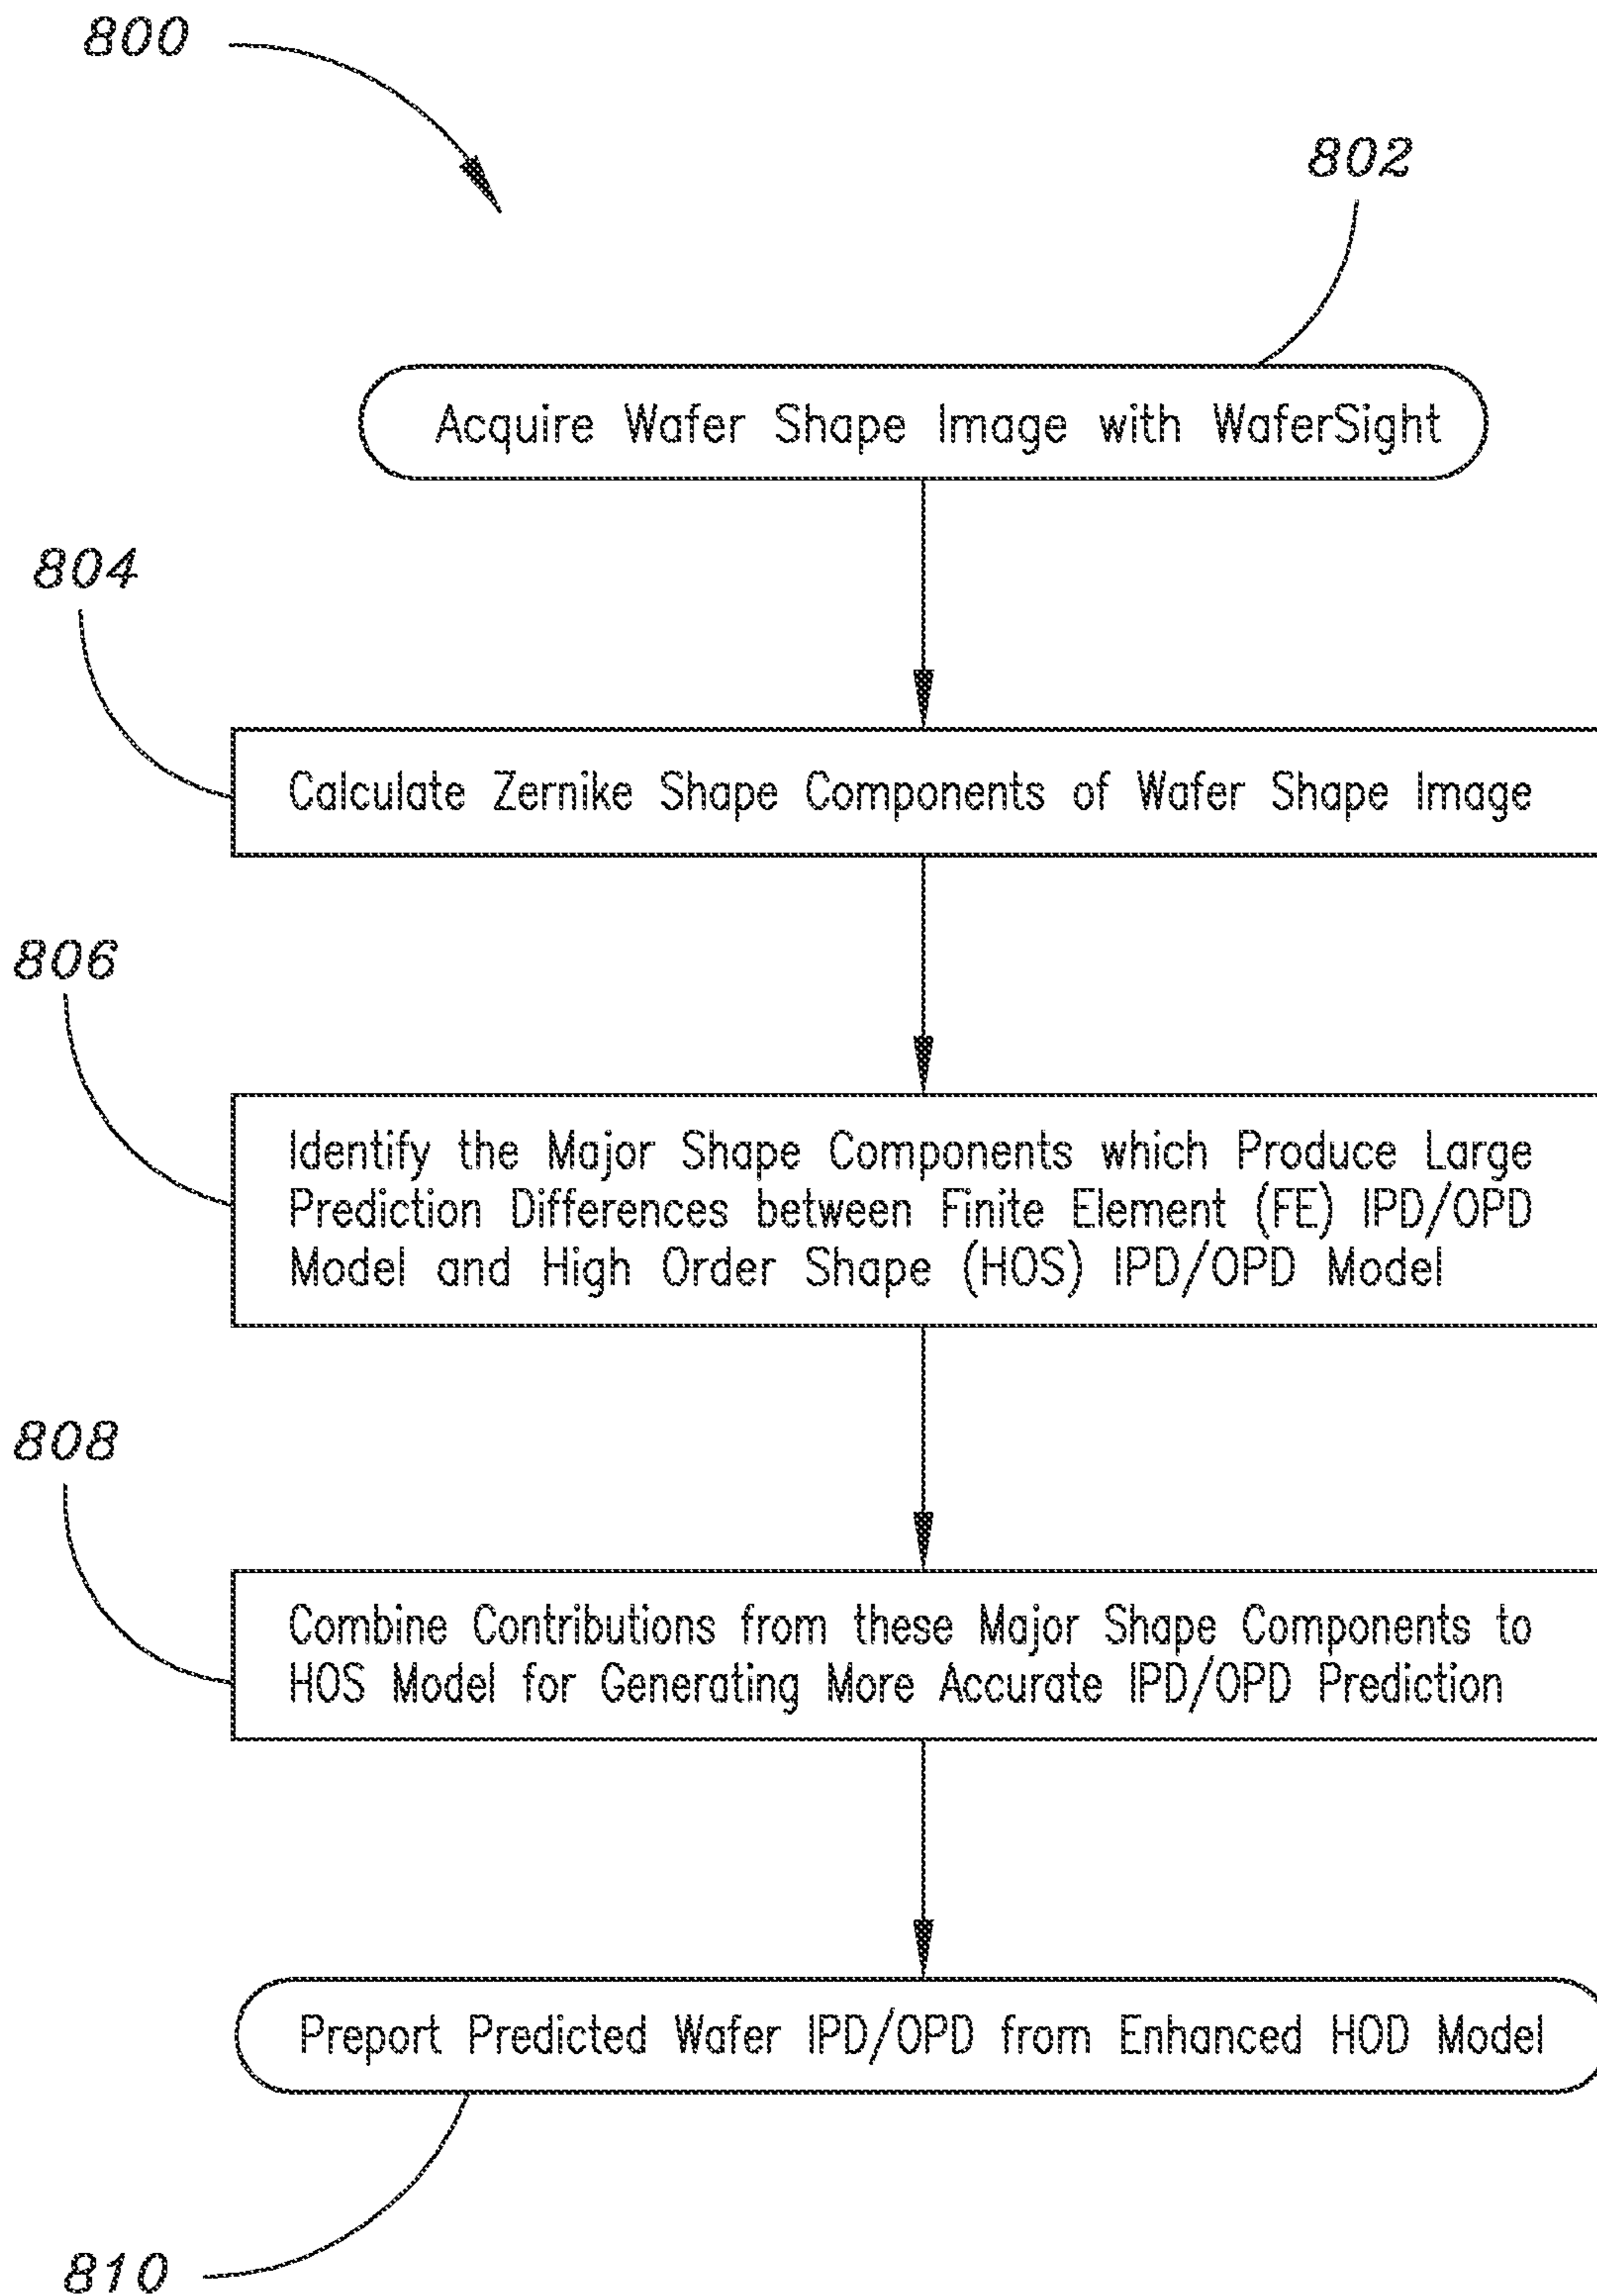 800
802
Acquire Wafer Shape Image with WaferSight
804
Calculate Zernike Shape Components of Wafer Shape Image
806
Identify the Major Shape Components which Produce Large
Prediction Differences between Finite Element (FE) IPD/OPD
Model and High Order Shape (HOS) IPD/OPD Model
808
Combine Contributions from these Major Shape Components to
HOS Model for Generating More Accurate IPD/OPD Prediction
Preport Predicted Wafer IPD/OPD from Enhanced HOD Model
810